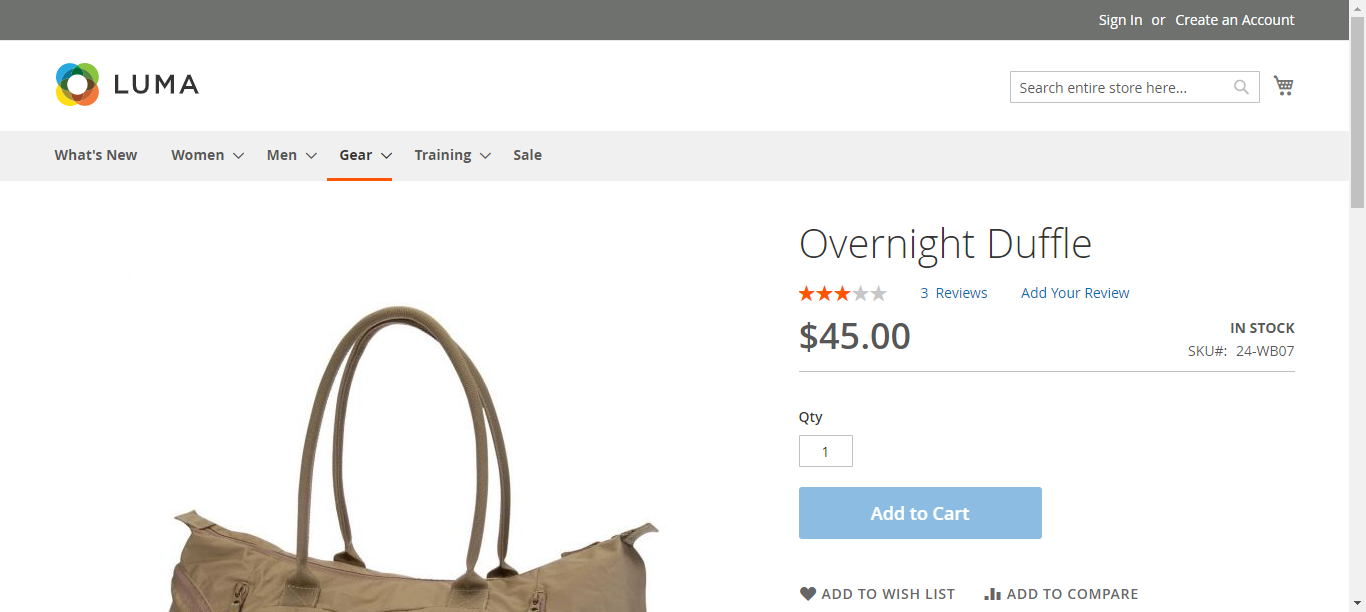 Sign In or Create an Account
LUMA
Search entire store here...
What's New Women Men Gear Training Sale
Overnight Duffle
3 Reviews Add Your Review
$45.00
IN STOCK
SKU#: 24-WB07
Qty
1
Add to Cart
ADD TO WISH LIST ADD TO COMPARE